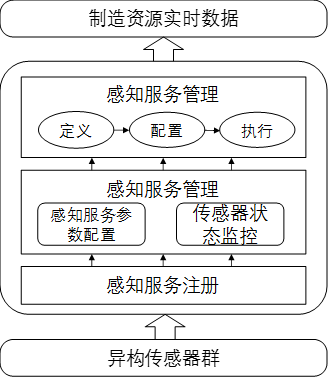 制造资源实时数据
感知服务管理
定义 配置 执行
感知服务管理
感知服务参
数配置
传感器状
态监控
感知服务注册
异构传感器群